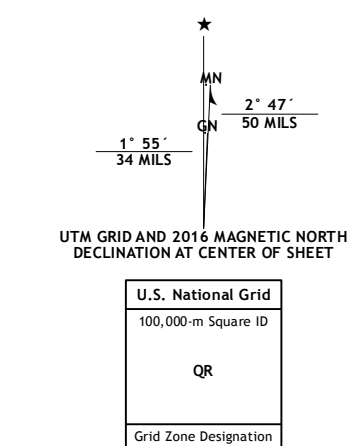 ★
MN
2° 47´
GN
50 MILS
1° 55´
34 MILS
UTM GRID AND 2016 MAGNETIC NORTH
DECLINATION AT CENTER OF SHEET
U.S. National Grid
100,000-m Square ID
QR
Grid Zone Designation